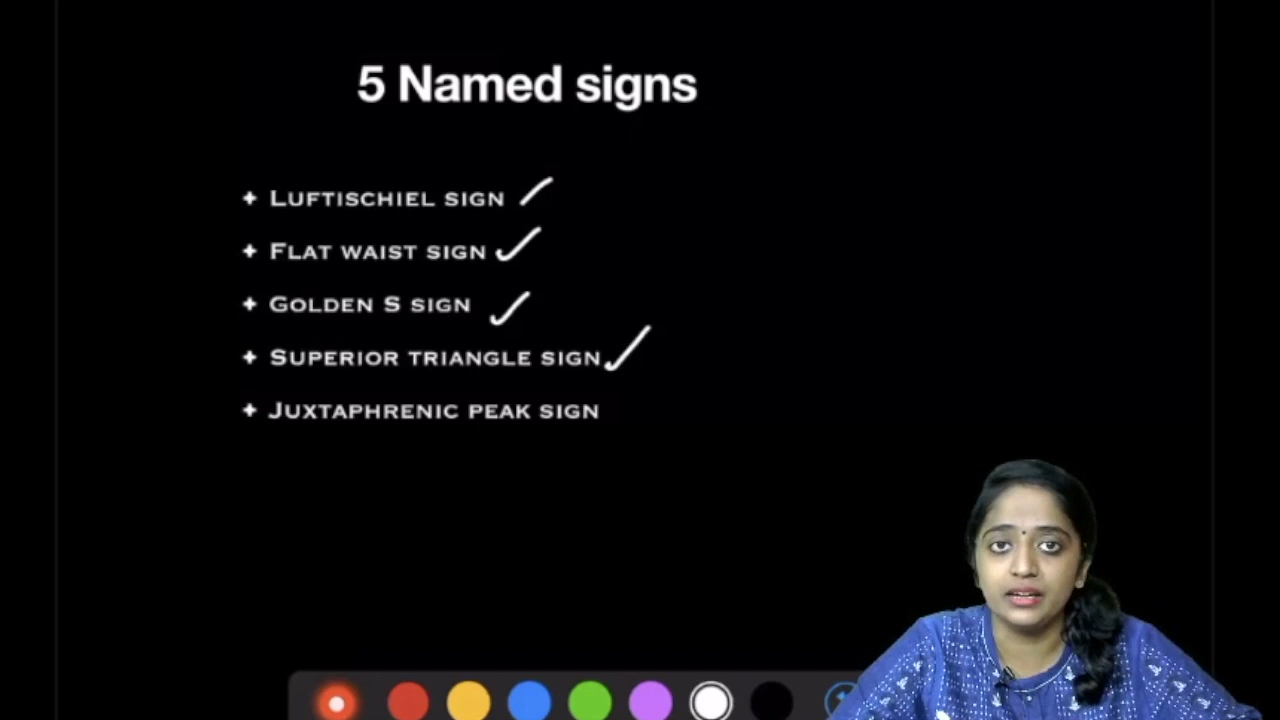 5 Named signs
+ Luftischiel sign
+ Flat waist sign
+ Golden S sign
+ Superior triangle sign
+ Juxtaphrenic peak sign